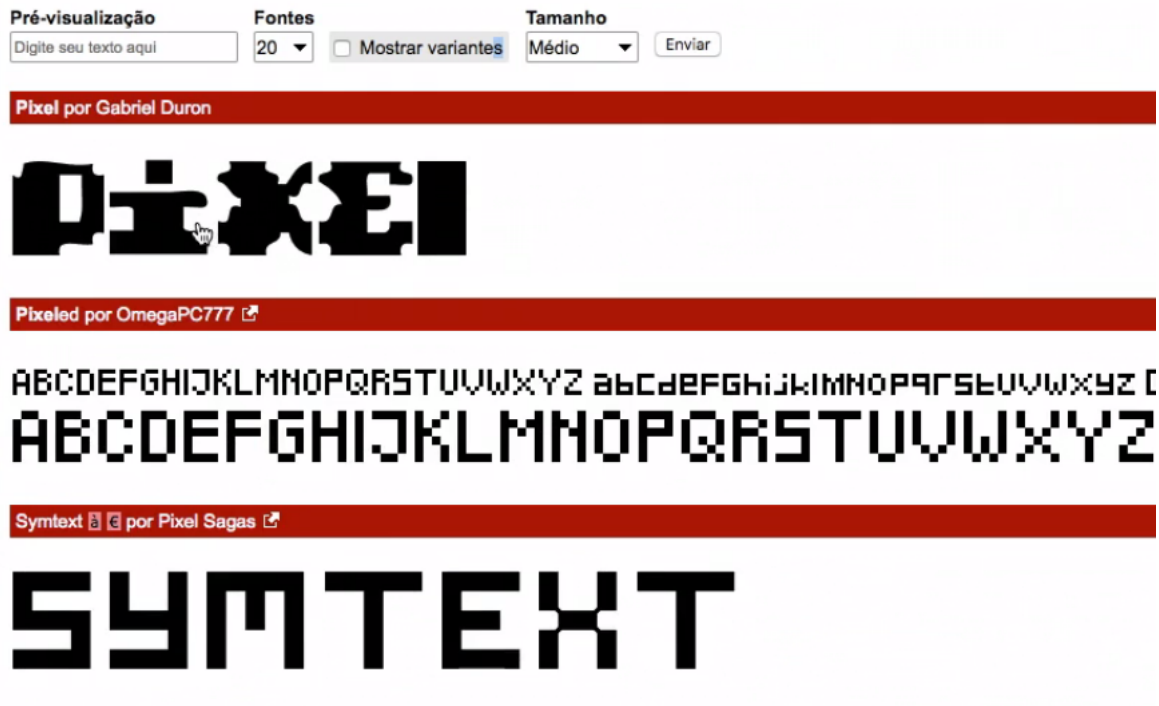 Pré-visualização Fontes Tamanho
Digite seu texto aqui 20 Mostrar variantes Médio Enviar
Pixel por Gabriel Duron
PiXEl
Pixeled por OmegaPC777
ABCDEFGHIJKLMNOPQRSTUVWXYZ abcdeFGhijklMNOPqrStUVWXYZ
ABCDEFGHIJKLMNOPQRSTUVWXYZ
Symtext à € por Pixel Sagas
SYMTEXT